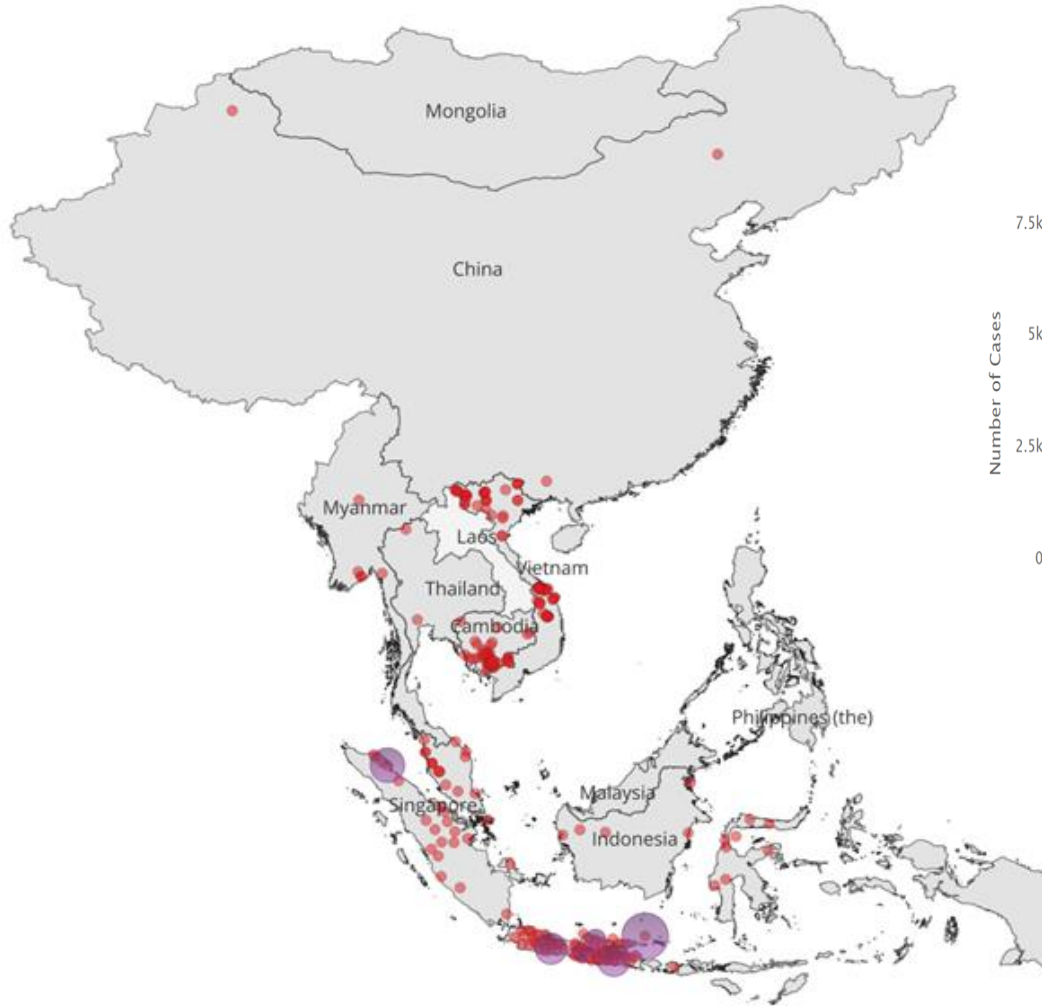 Mongolia
China
7.5k
5k
2.5k
0
Number of Cases
Myanmar
Laos
Vietnam
Thailand
Cambodia
Philippines (the)
Malaysia
Singapore
Indonesia